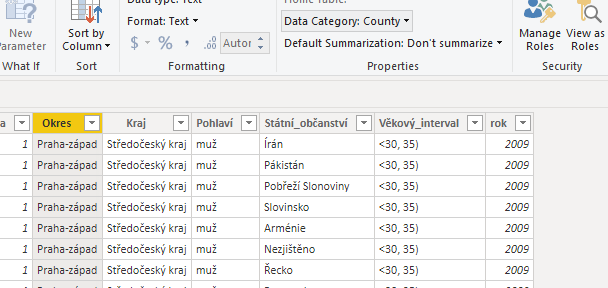 Data type: Text
Home Table:
New
Parameter
Sort by
Column
Format: Text
$ % , .00 Autor
Data Category: County
Default Summarization: Don't summarize
Manage
Roles
View as
Roles
What If
Sort
Formatting
Properties
Security
a Okres Kraj Pohlaví Státní_občanství Věkový_interval rok
1 Praha-západ Středočeský kraj muž Írán <30, 35) 2009
1 Praha-západ Středočeský kraj muž Pákistán <30, 35) 2009
1 Praha-západ Středočeský kraj muž Pobřeží Slonoviny <30, 35) 2009
1 Praha-západ Středočeský kraj muž Slovinsko <30, 35) 2009
1 Praha-západ Středočeský kraj muž Arménie <30, 35) 2009
1 Praha-západ Středočeský kraj muž Nezjištěno <30, 35) 2009
1 Praha-západ Středočeský kraj muž Řecko <30, 35) 2009